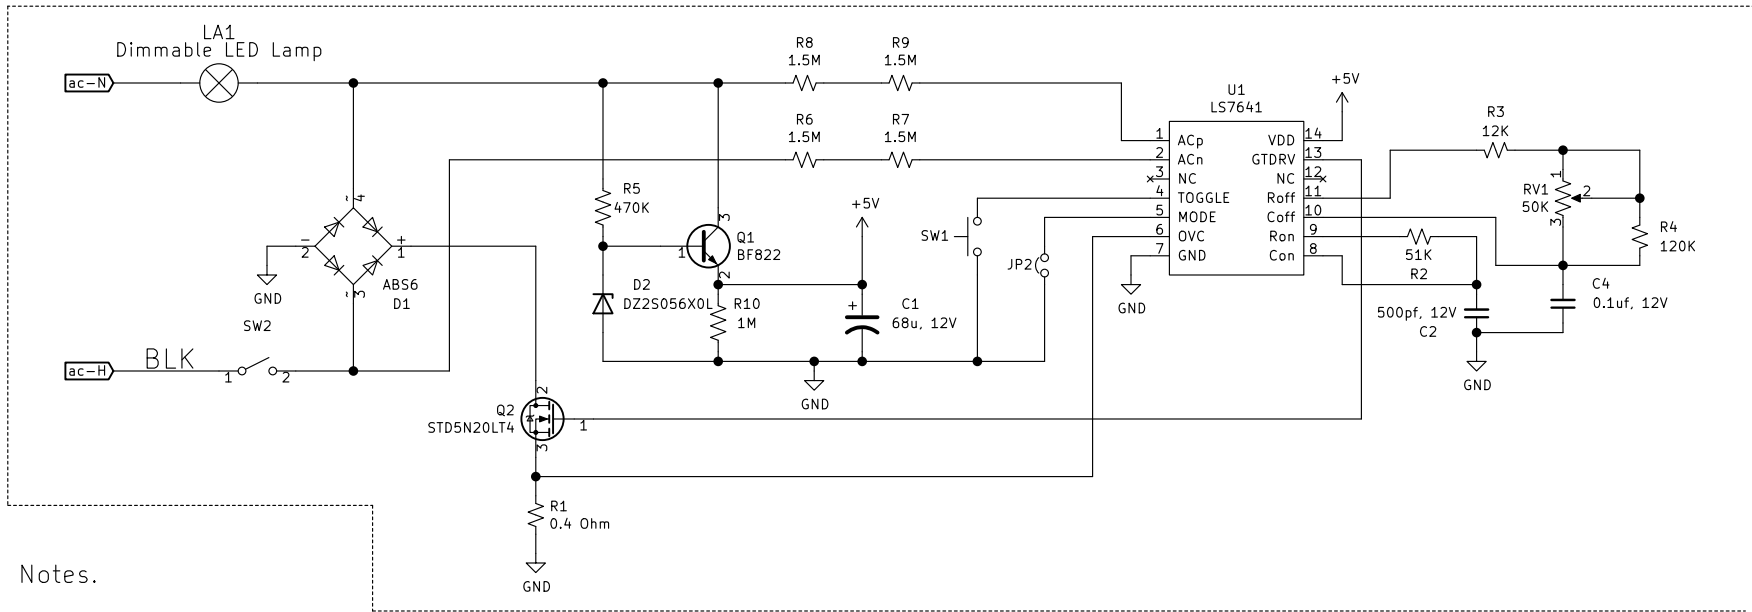 LA1
Dimmable LED Lamp
ac-N
R8
1.5M
R9
1.5M
R6
1.5M
R7
1.5M
U1
LS7641
+5V
1 ACp
2 ACn
3 NC
4 TOGGLE
5 MODE
6 OVC
7 GND
VDD 14
GTDRV 13
NC 12
Roff 11
Coff 10
Ron 9
Con 8
R3
12K
RV1
50K
1
2
3
R4
120K
51K
R2
C4
0.1uf, 12V
500pf, 12V
C2
GND
R5
470K
+5V
Q1
BF822
3
1
2
SW1
JP2
~ 4
- 2
+ 1
~ 3
GND
ABS6
D1
D2
DZ2S056X0L
R10
1M
+
C1
68u, 12V
GND
GND
SW2
ac-H
BLK
1
2
Q2
STD5N20LT4
2
1
3
R1
0.4 Ohm
GND
Notes.